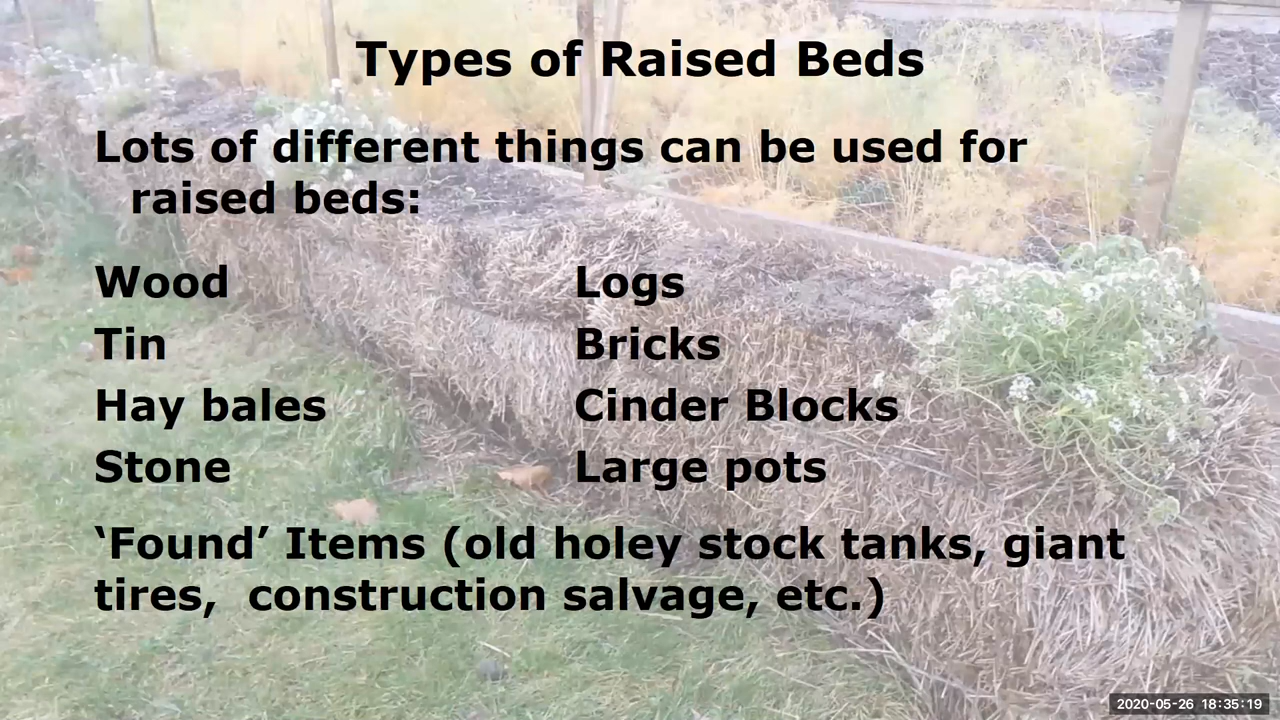 Types of Raised Beds
Lots of different things can be used for
raised beds:
Wood
Tin
Hay bales
Stone
Logs
Bricks
Cinder Blocks
Large pots
‘Found’ Items (old holey stock tanks, giant
tires,  construction salvage, etc.)
2020-05-26 18:35:19